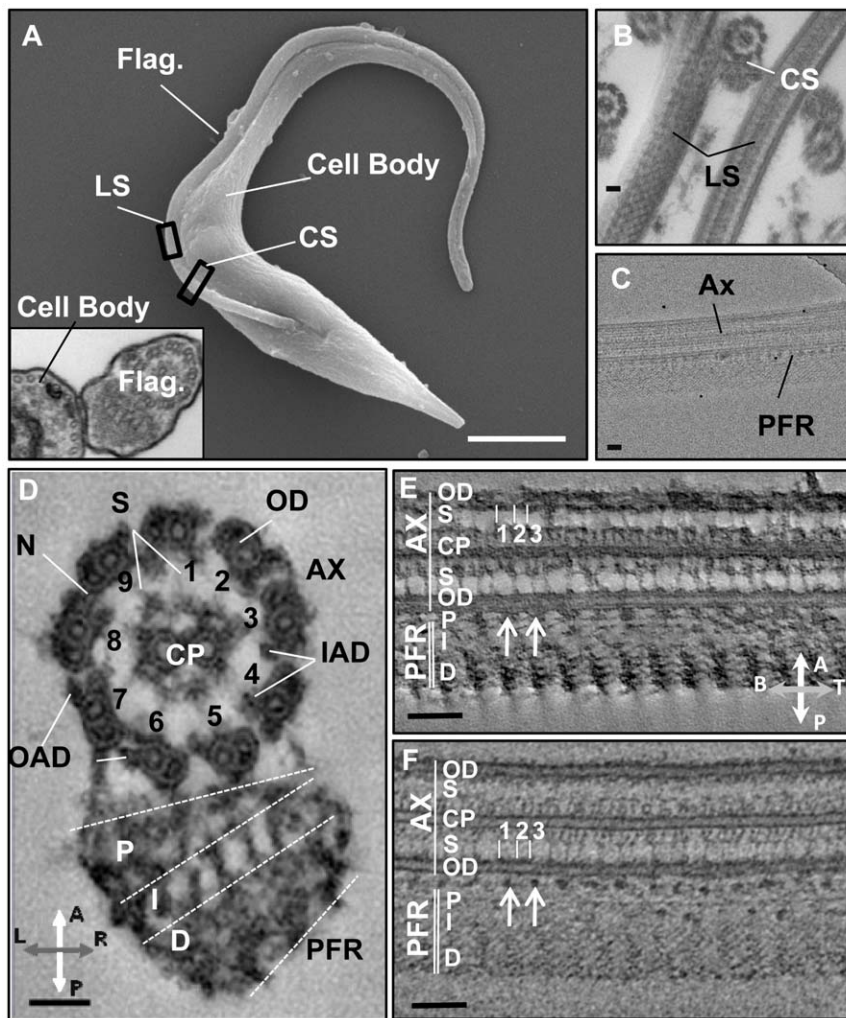 A
Flag.
Cell Body
LS
CS
Cell Body
Flag.
B
CS
LS
C
Ax
PFR
D
S
OD
N
AX
1
2
3
4
5
6
7
8
9
CP
IAD
OAD
P
I
D
PFR
A
L R
P
E
AX
OD
S
1 2 3
CP
S
OD
PFR
P
I
D
A
B T
P
F
AX
OD
S
CP
1 2 3
S
OD
PFR
P
I
D